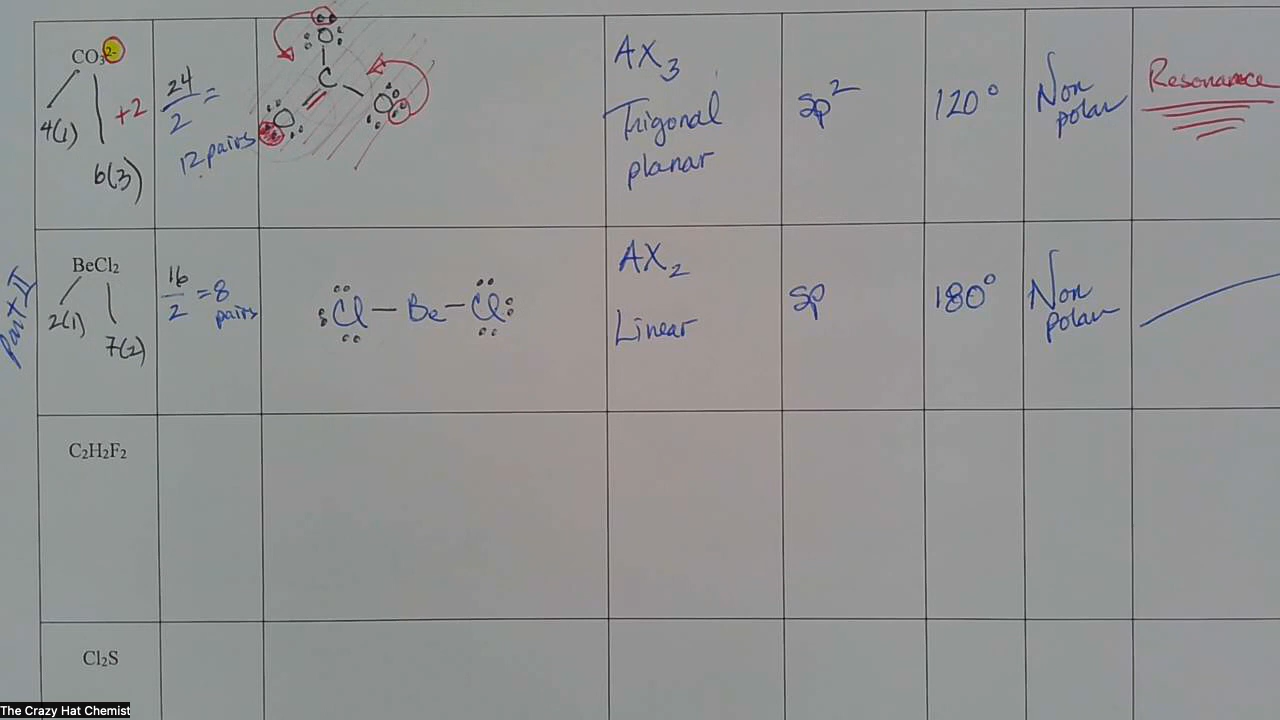 CO₃²⁻
4(1)
+2
6(3)
24/2 =
12 pairs
O
C
O
O
AX₃
Trigonal
planar
sp²
120°
Non
polar
Resonance
Part II
BeCl₂
2(1)
7(2)
16/2 = 8
pairs
Cl — Be — Cl
AX₂
Linear
sp
180°
Non
polar
C₂H₂F₂
Cl₂S
The Crazy Hat Chemist